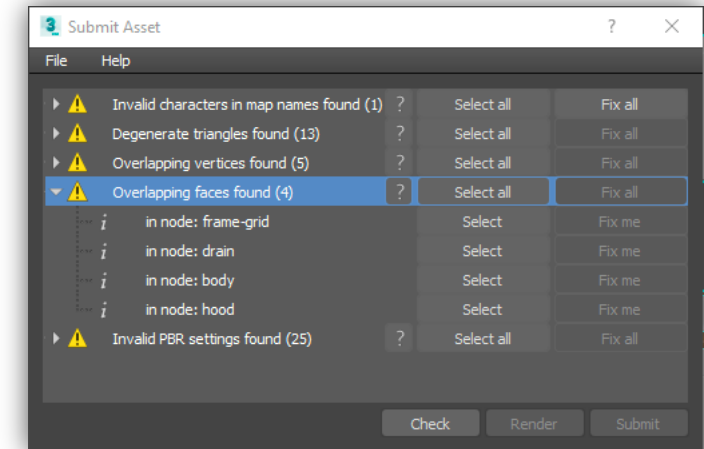 3 Submit Asset ?
File Help
Invalid characters in map names found (1) ? Select all Fix all
Degenerate triangles found (13) ? Select all Fix all
Overlapping vertices found (5) ? Select all Fix all
Overlapping faces found (4) ? Select all Fix all
i in node: frame-grid Select Fix me
i in node: drain Select Fix me
i in node: body Select Fix me
i in node: hood Select Fix me
Invalid PBR settings found (25) ? Select all Fix all
Check Render Submit